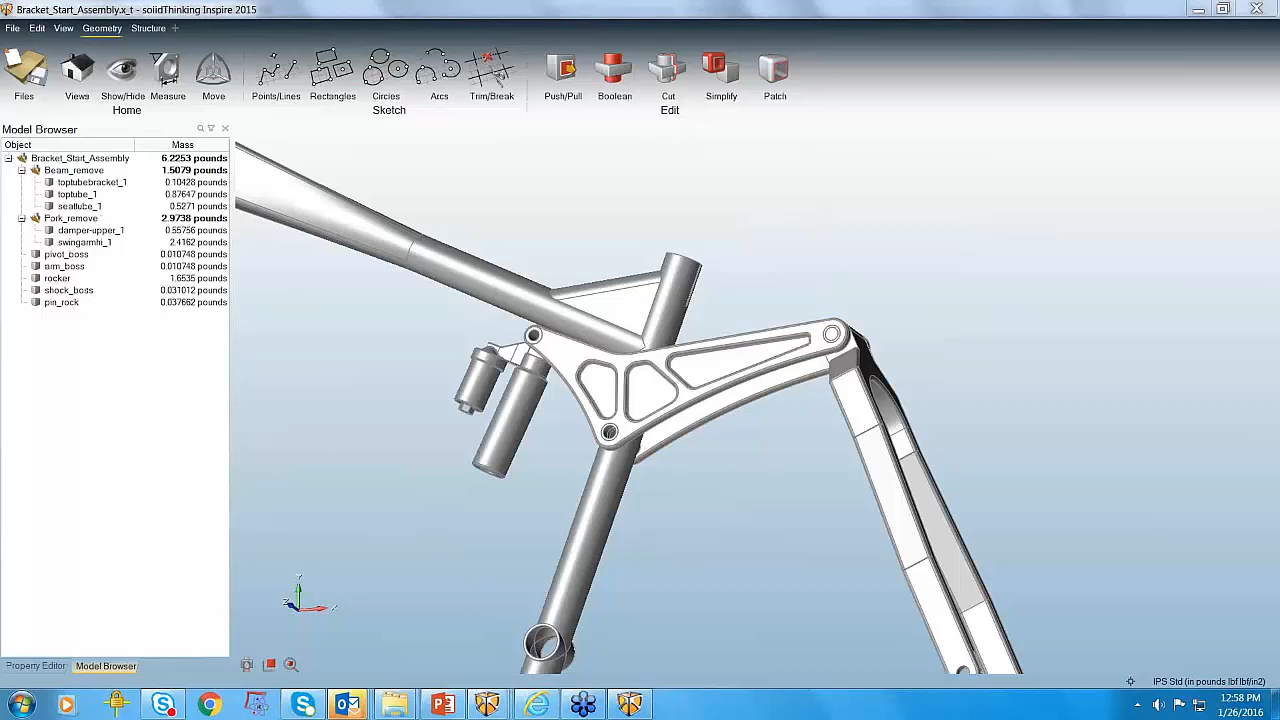 Bracket_Start_Assembly.x_t - solidThinking Inspire 2015
File Edit View Geometry Structure +
Files Views Show/Hide Measure Move Points/Lines Rectangles Circles Arcs Trim/Break Push/Pull Boolean Cut Simplify Patch
Home Sketch Edit
Model Browser
Object Mass
Bracket_Start_Assembly 6.2253 pounds
Beam_remove 1.5079 pounds
toptubebracket_1 0.10428 pounds
toptube_1 0.87647 pounds
seattube_1 0.5271 pounds
Pork_remove 2.9738 pounds
damper-upper_1 0.55756 pounds
swingarmhi_1 2.4162 pounds
pivot_boss 0.010748 pounds
arm_boss 0.010748 pounds
rocker 1.6535 pounds
shock_boss 0.031012 pounds
pin_rock 0.037662 pounds
Y
Z X
Property Editor Model Browser
IPS Std (in pounds lbf lbf/in2)
12:58 PM
1/26/2016